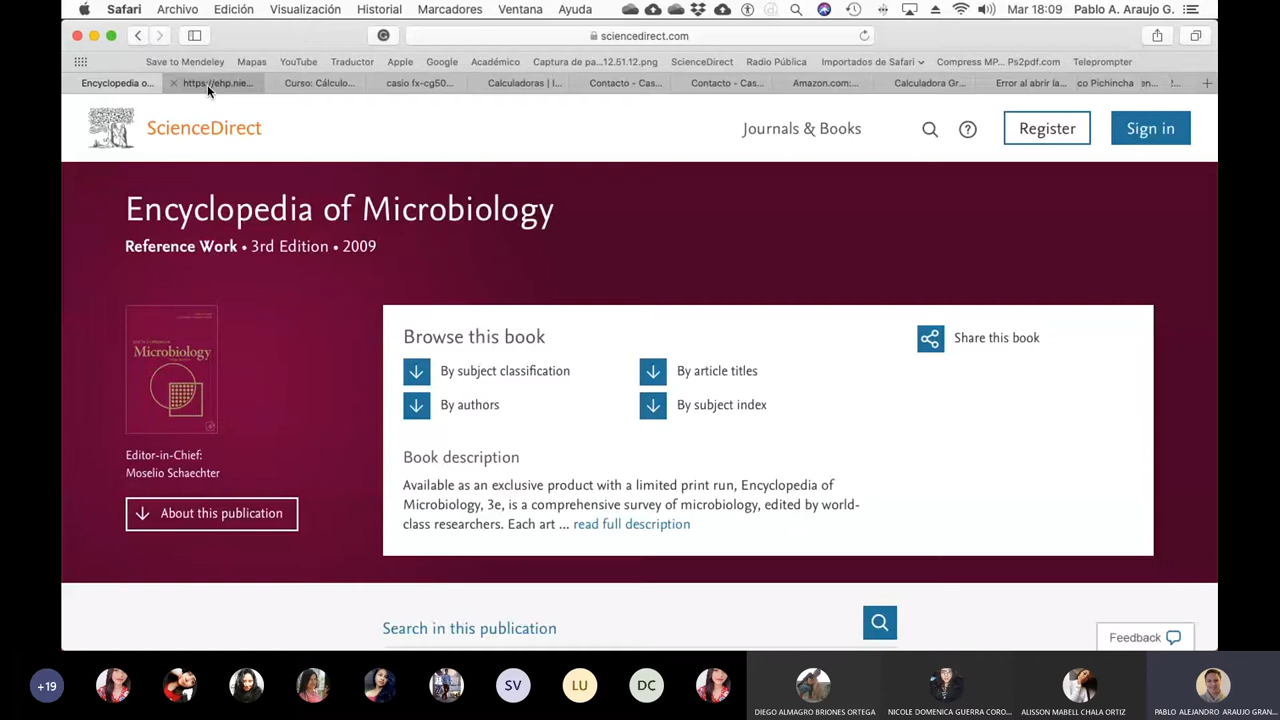 Safari Archivo Edición Visualización Historial Marcadores Ventana Ayuda Mar 18:09 Pablo A. Araujo G.
sciencedirect.com
Save to Mendeley Mapas YouTube Traductor Apple Google Académico Captura de pa...12.51.12.png ScienceDirect Radio Pública Importados de Safari Compress MP... Ps2pdf.com Teleprompter
Encyclopedia o... https://ehp.nie... Curso: Cálculo... casio fx-cg50... Calculadoras | I... Contacto - Cas... Contacto - Cas... Amazon.com:... Calculadora Gr... Error al abrir la... co Pichincha en...
ScienceDirect
Journals & Books
Register
Sign in
Encyclopedia of Microbiology
Reference Work • 3rd Edition • 2009
Microbiology
Editor-in-Chief:
Moselio Schaechter
About this publication
Browse this book
Share this book
By subject classification
By article titles
By authors
By subject index
Book description
Available as an exclusive product with a limited print run, Encyclopedia of
Microbiology, 3e, is a comprehensive survey of microbiology, edited by world-
class researchers. Each art ... read full description
Search in this publication
Feedback
+19
SV
LU
DC
DIEGO ALMAGRO BRIONES ORTEGA
NICOLE DOMENICA GUERRA CORO...
ALISSON MABELL CHALA ORTIZ
PABLO ALEJANDRO ARAUJO GRAN...